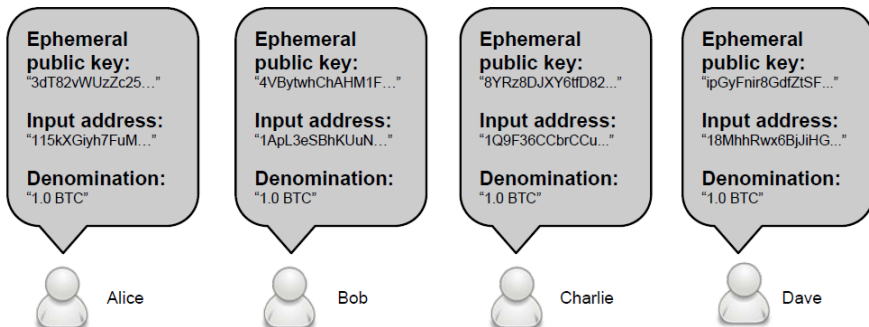 Ephemeral
public key:
“3dT82vWUzZc25…”
Input address:
“115kXGiyh7FuM…”
Denomination:
“1.0 BTC”
Alice
Ephemeral
public key:
“4VBytwhChAHM1F…”
Input address:
“1ApL3eSBhKUuN…”
Denomination:
“1.0 BTC”
Bob
Ephemeral
public key:
“8YRz8DJXY6tfD82...”
Input address:
“1Q9F36CCbrCCu...”
Denomination:
“1.0 BTC”
Charlie
Ephemeral
public key:
“ipGyFnir8GdfZtSF...”
Input address:
“18MhhRwx6BjJiHG...”
Denomination:
“1.0 BTC”
Dave